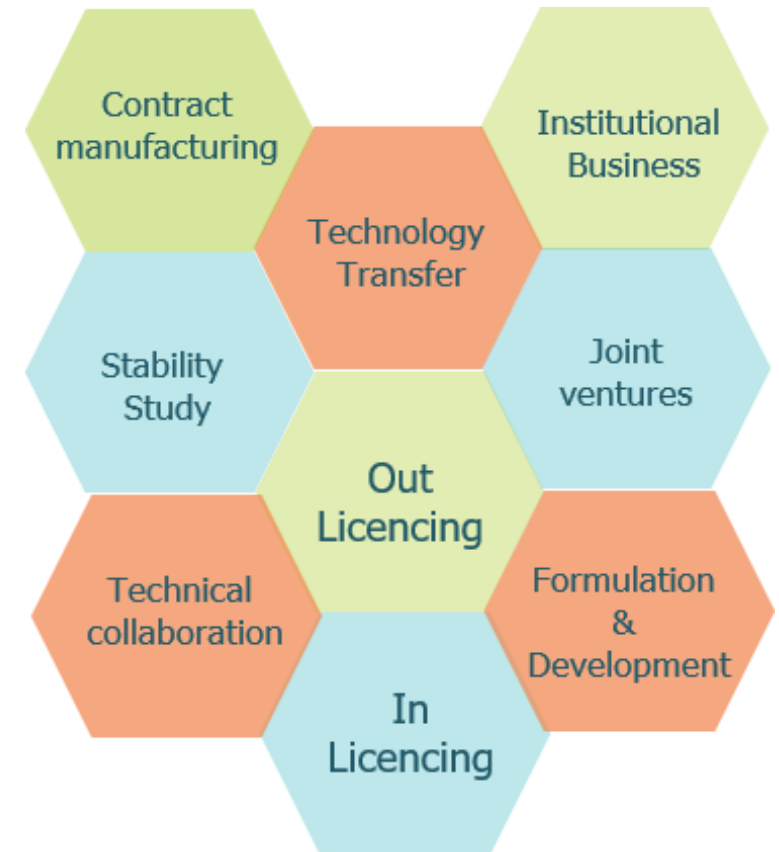 Contract
manufacturing
Institutional
Business
Technology
Transfer
Stability
Study
Joint
ventures
Out
Licencing
Technical
collaboration
Formulation
&
Development
In
Licencing